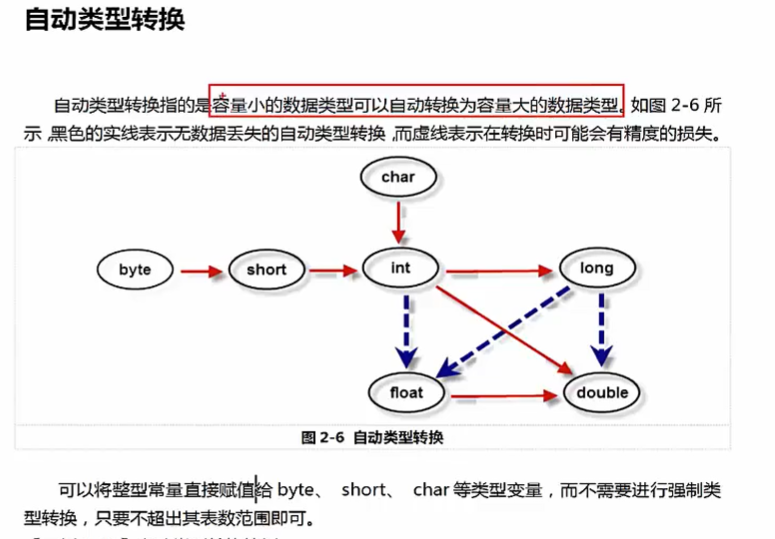 自动类型转换
自动类型转换指的是容量小的数据类型可以自动转换为容量大的数据类型。如图 2-6 所
示,黑色的实线表示无数据丢失的自动类型转换,而虚线表示在转换时可能会有精度的损失。
char
byte
short
int
long
float
double
图 2-6 自动类型转换
可以将整型常量直接赋值给 byte、 short、 char 等类型变量，而不需要进行强制类
型转换，只要不超出其表数范围即可。